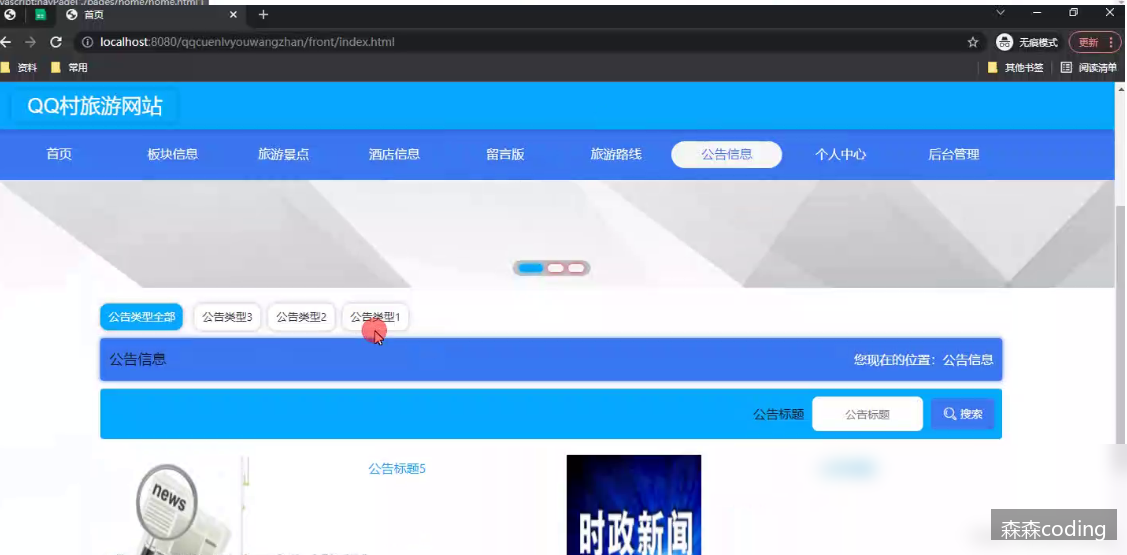 vascript:navPage('./pages/home/home.html')
首页
localhost:8080/qqcuenlvyouwangzhan/front/index.html
无痕模式
更新
资料
常用
其他书签
阅读清单
QQ村旅游网站
首页
板块信息
旅游景点
酒店信息
留言版
旅游路线
公告信息
个人中心
后台管理
公告类型全部
公告类型3
公告类型2
公告类型1
公告信息
您现在的位置：公告信息
公告标题
公告标题
搜索
news
公告标题5
时政新闻
森森coding